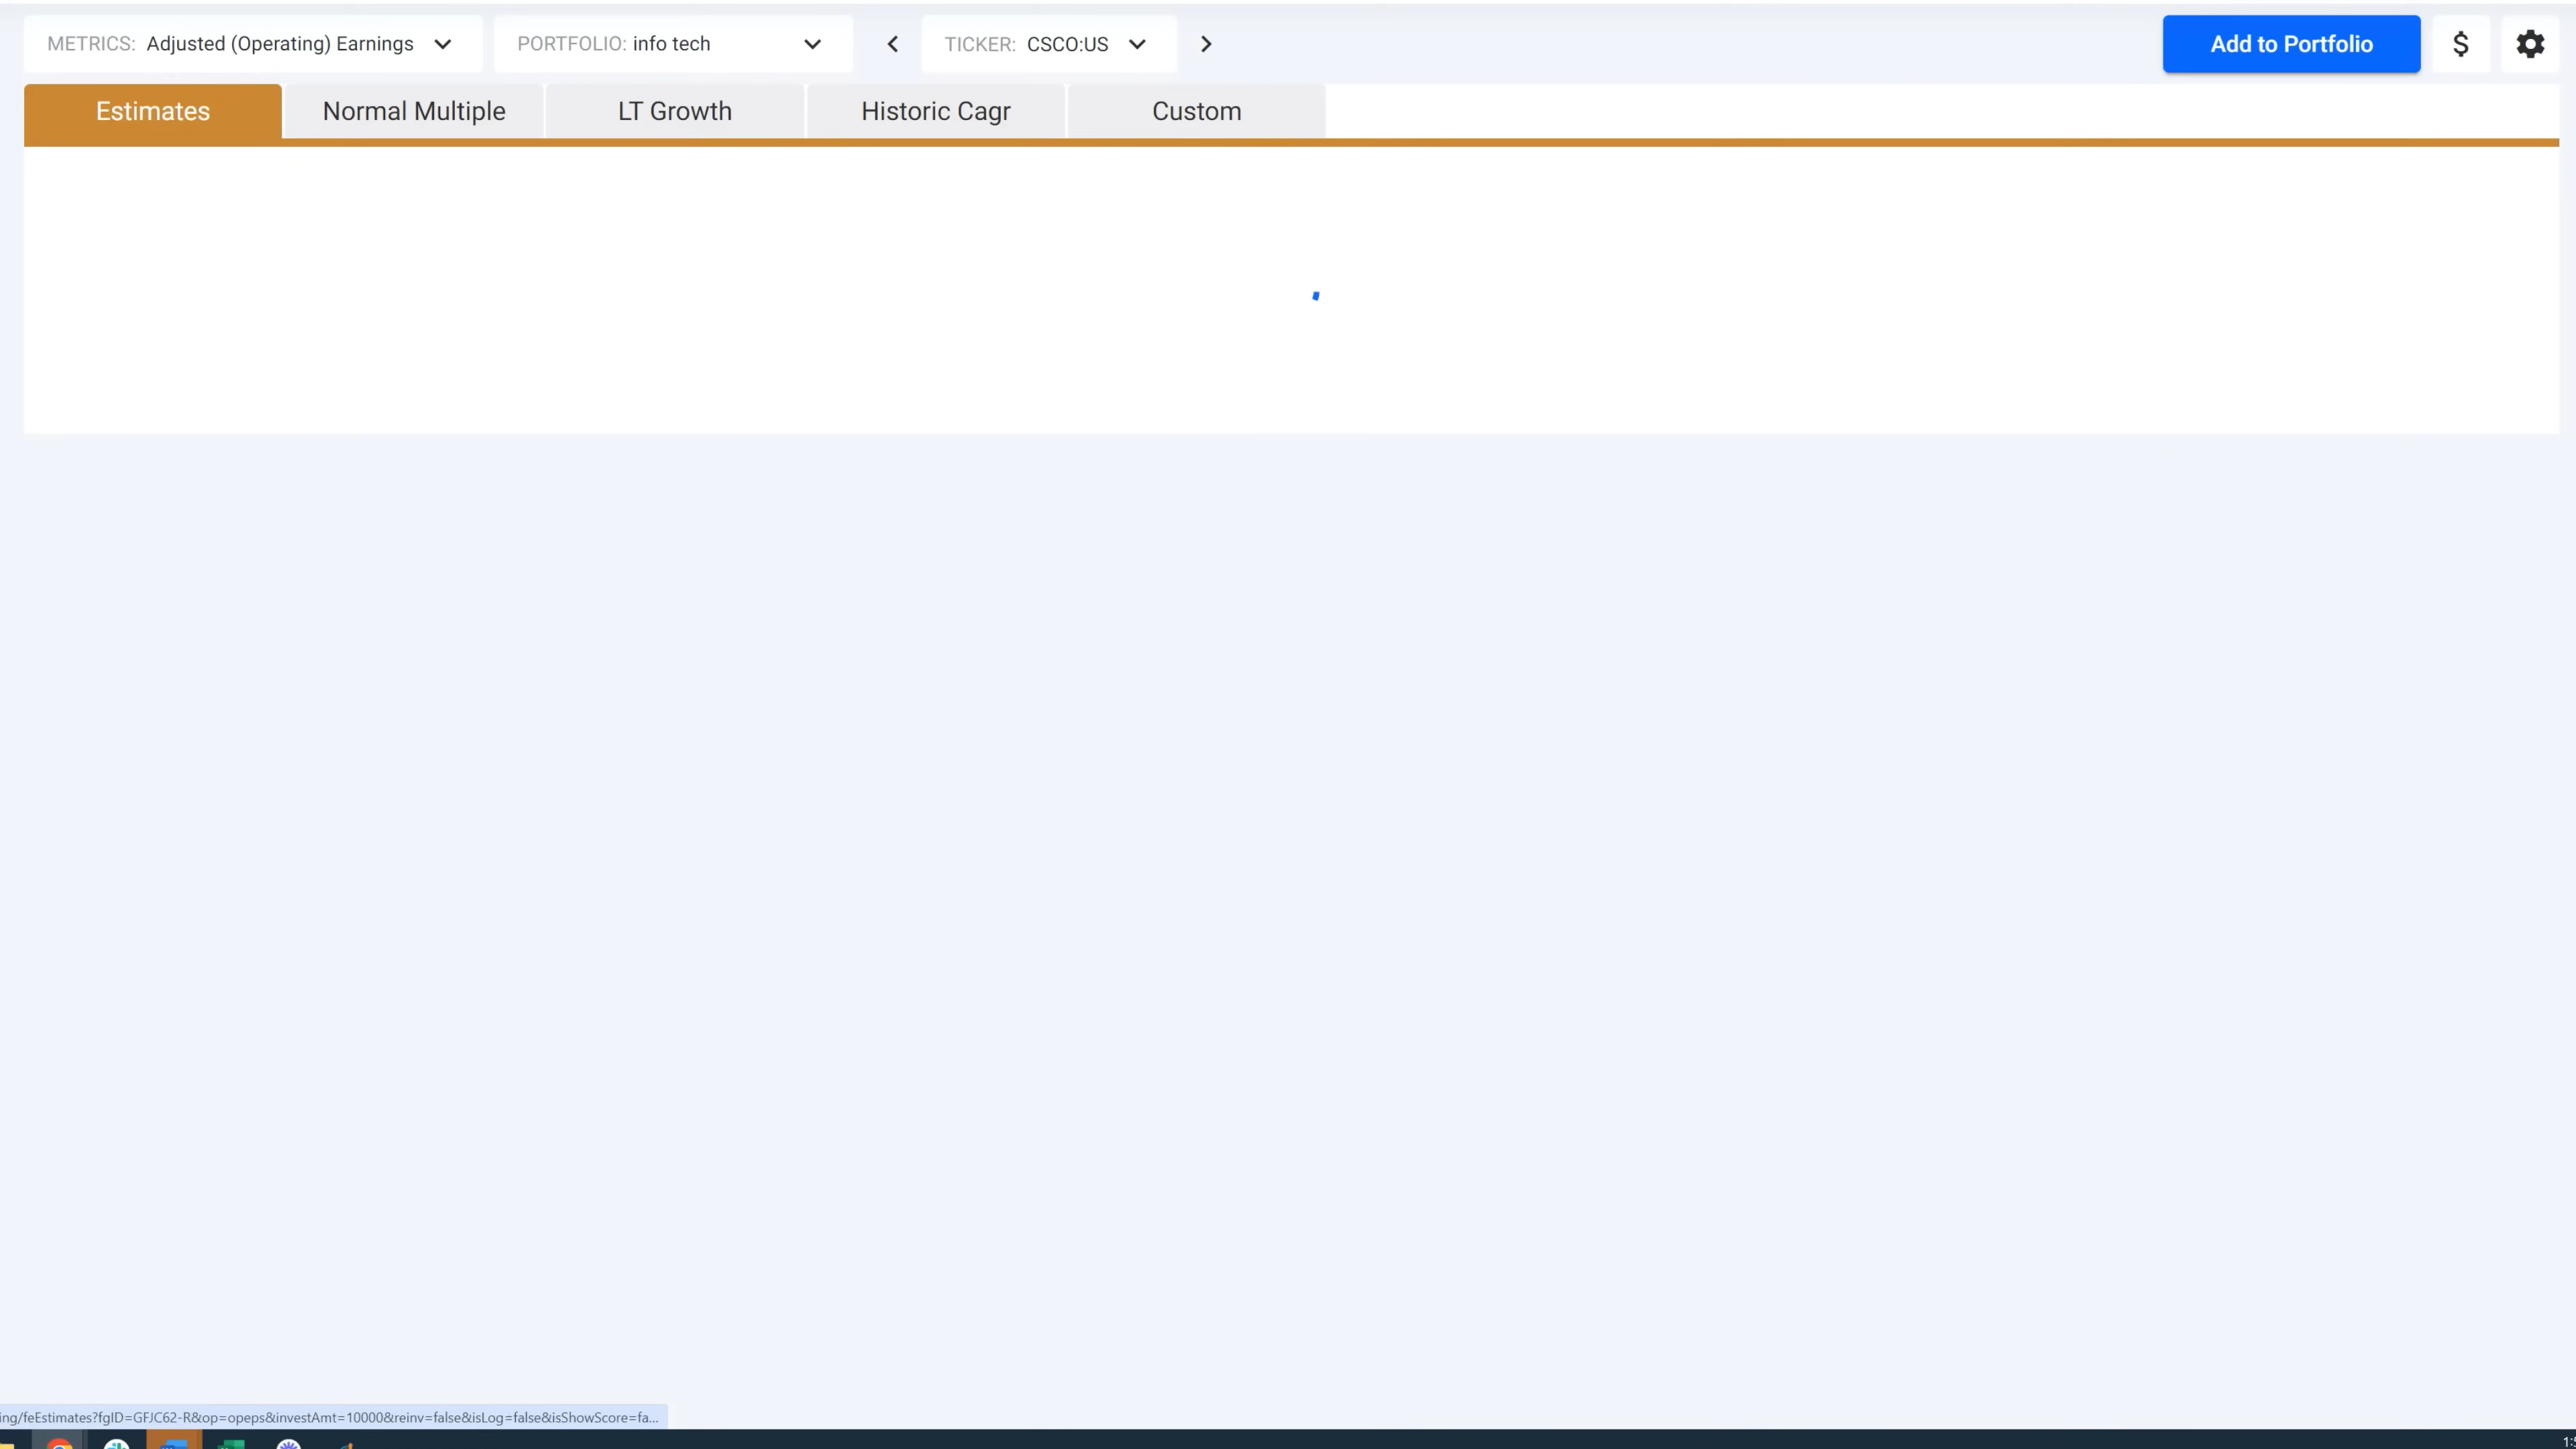 METRICS: Adjusted (Operating) Earnings
PORTFOLIO: info tech
TICKER: CSCO:US
Add to Portfolio
$
Estimates
Normal Multiple
LT Growth
Historic Cagr
Custom
ing/feEstimates?fgID=GFJC62-R&op=opeps&investAmt=10000&reinv=false&isLog=false&isShowScore=fa...